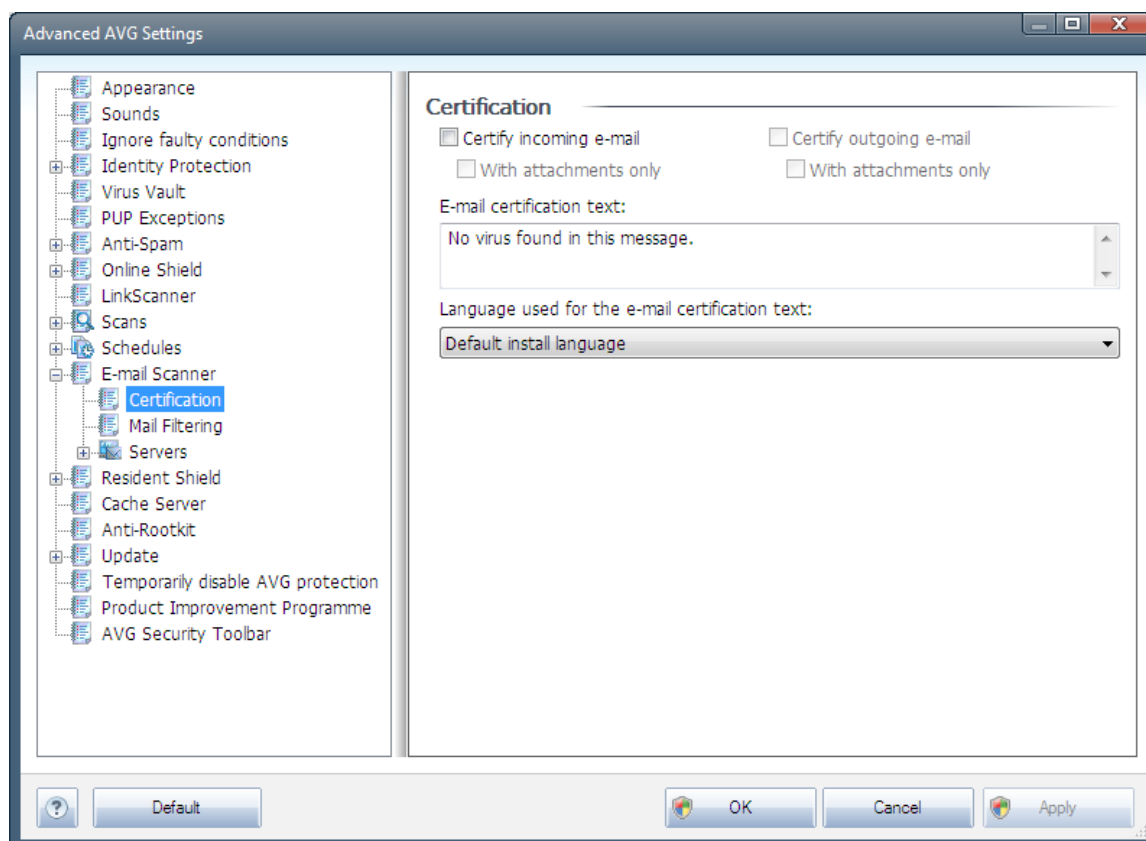 Advanced AVG Settings
Appearance
Sounds
Ignore faulty conditions
Identity Protection
Virus Vault
PUP Exceptions
Anti-Spam
Online Shield
LinkScanner
Scans
Schedules
E-mail Scanner
Certification
Mail Filtering
Servers
Resident Shield
Cache Server
Anti-Rootkit
Update
Temporarily disable AVG protection
Product Improvement Programme
AVG Security Toolbar
Certification
Certify incoming e-mail Certify outgoing e-mail
With attachments only With attachments only
E-mail certification text:
No virus found in this message.
Language used for the e-mail certification text:
Default install language
? Default OK Cancel Apply